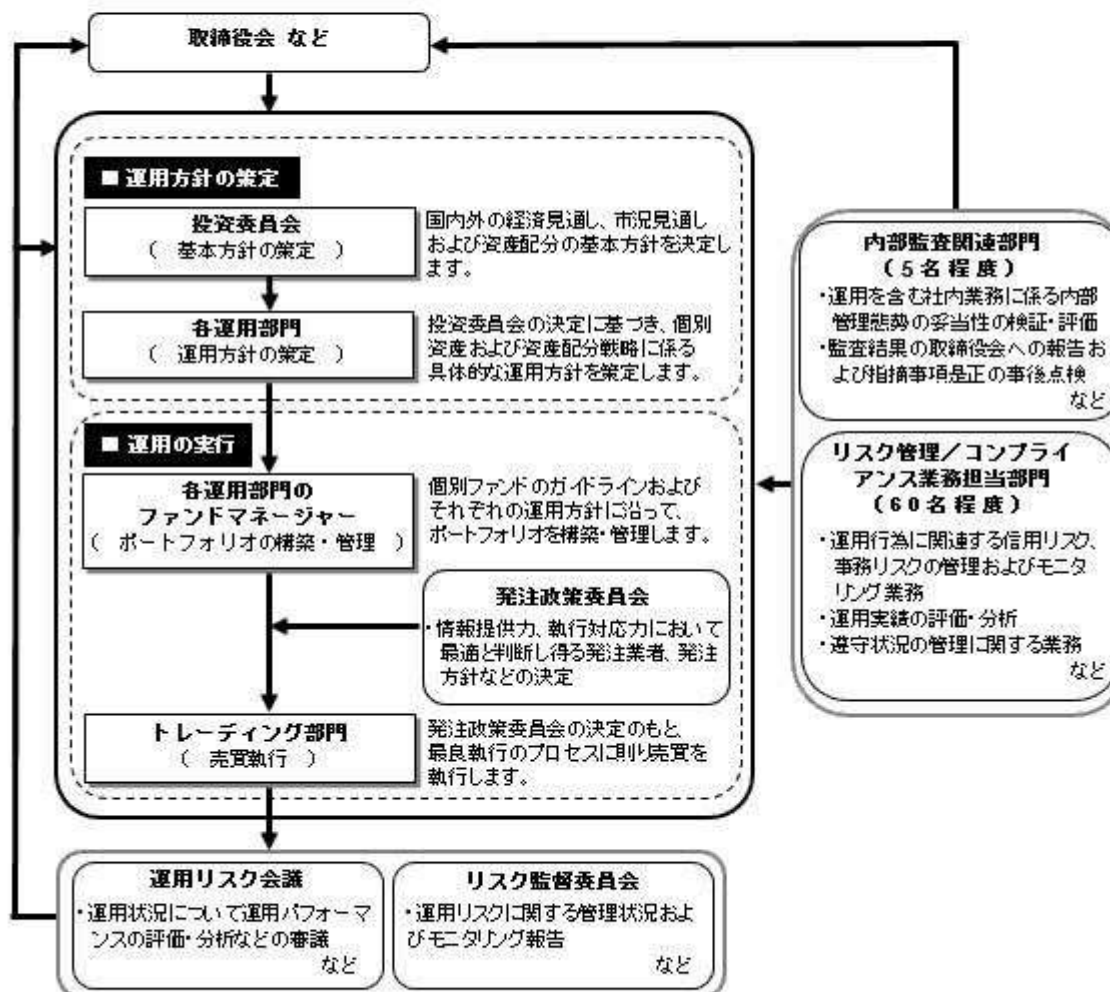 取締役会 など
■ 運用方針の策定
投資委員会
( 基本方針の策定 )
国内外の経済見通し、市況見通し
および資産配分の基本方針を決定し
ます。
各運用部門
( 運用方針の策定 )
投資委員会の決定に基づき、個別
資産および資産配分戦略に係る
具体的な運用方針を策定します。
■ 運用の実行
各運用部門の
ファンドマネージャー
( ポートフォリオの構築・管理 )
個別ファンドのガイドラインおよび
それぞれの運用方針に沿って、
ポートフォリオを構築・管理します。
発注政策委員会
・情報提供力、執行対応力において
最適と判断し得る発注業者、発注
方針などの決定
トレーディング部門
( 売買執行 )
発注政策委員会の決定のもと、
最良執行のプロセスに則り売買を
執行します。
内部監査関連部門
(5名程度)
・運用を含む社内業務に係る内部
管理態勢の妥当性の検証・評価
・監査結果の取締役会への報告お
よび指摘事項是正の事後点検
など
リスク管理/コンプライ
アンス業務担当部門
(60名程度)
・運用行為に関連する信用リスク、
事務リスクの管理およびモニタ
リング業務
・運用実績の評価・分析
・遵守状況の管理に関する業務
など
運用リスク会議
・運用状況について運用パフォーマ
ンスの評価・分析などの審議
など
リスク監督委員会
・運用リスクに関する管理状況およ
びモニタリング報告
など